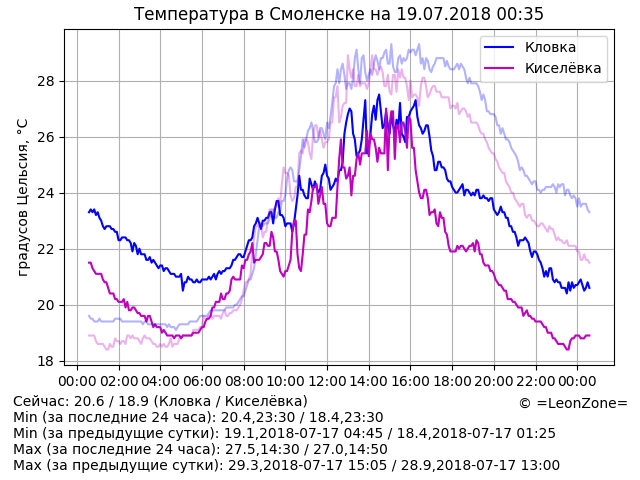 Температура в Смоленске на 19.07.2018 00:35
Кловка
Киселёвка
градусов Цельсия, °C
28
26
24
22
20
18
00:00 02:00 04:00 06:00 08:00 10:00 12:00 14:00 16:00 18:00 20:00 22:00 00:00
Сейчас: 20.6 / 18.9 (Кловка / Киселёвка)
© =LeonZone=
Min (за последние 24 часа): 20.4,23:30 / 18.4,23:30
Min (за предыдущие сутки): 19.1,2018-07-17 04:45 / 18.4,2018-07-17 01:25
Max (за последние 24 часа): 27.5,14:30 / 27.0,14:50
Max (за предыдущие сутки): 29.3,2018-07-17 15:05 / 28.9,2018-07-17 13:00